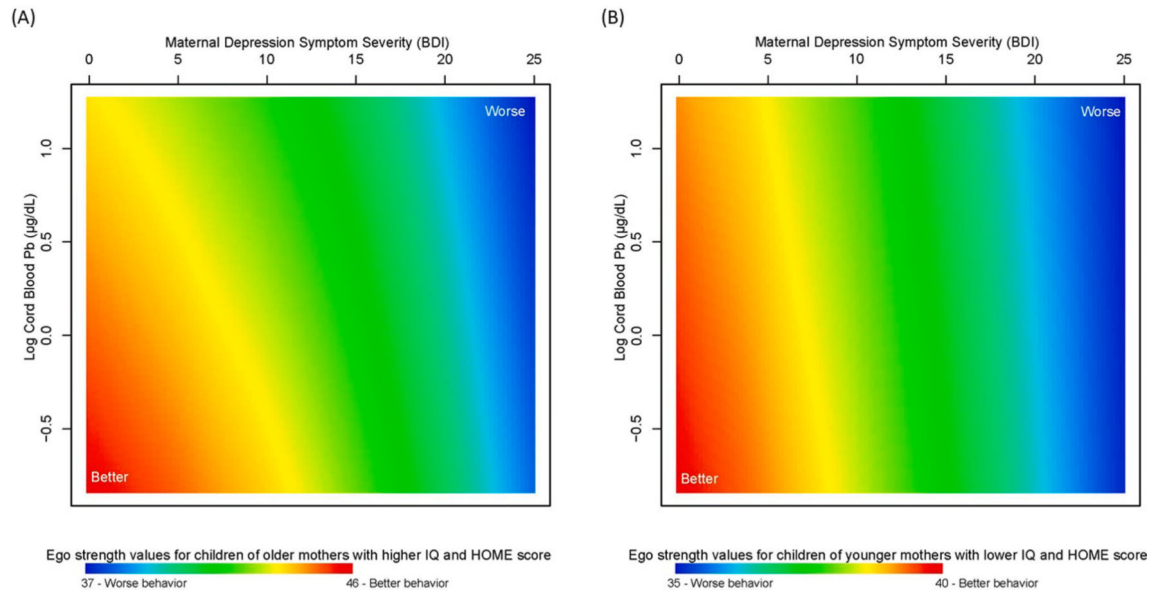 (A)
Maternal Depression Symptom Severity (BDI)
0 5 10 15 20 25
Log Cord Blood Pb (µg/dL)
1.0
0.5
0.0
−0.5
Worse
Better
Ego strength values for children of older mothers with higher IQ and HOME score
37 - Worse behavior 46 - Better behavior
(B)
Maternal Depression Symptom Severity (BDI)
0 5 10 15 20 25
Log Cord Blood Pb (µg/dL)
1.0
0.5
0.0
−0.5
Worse
Better
Ego strength values for children of younger mothers with lower IQ and HOME score
35 - Worse behavior 40 - Better behavior